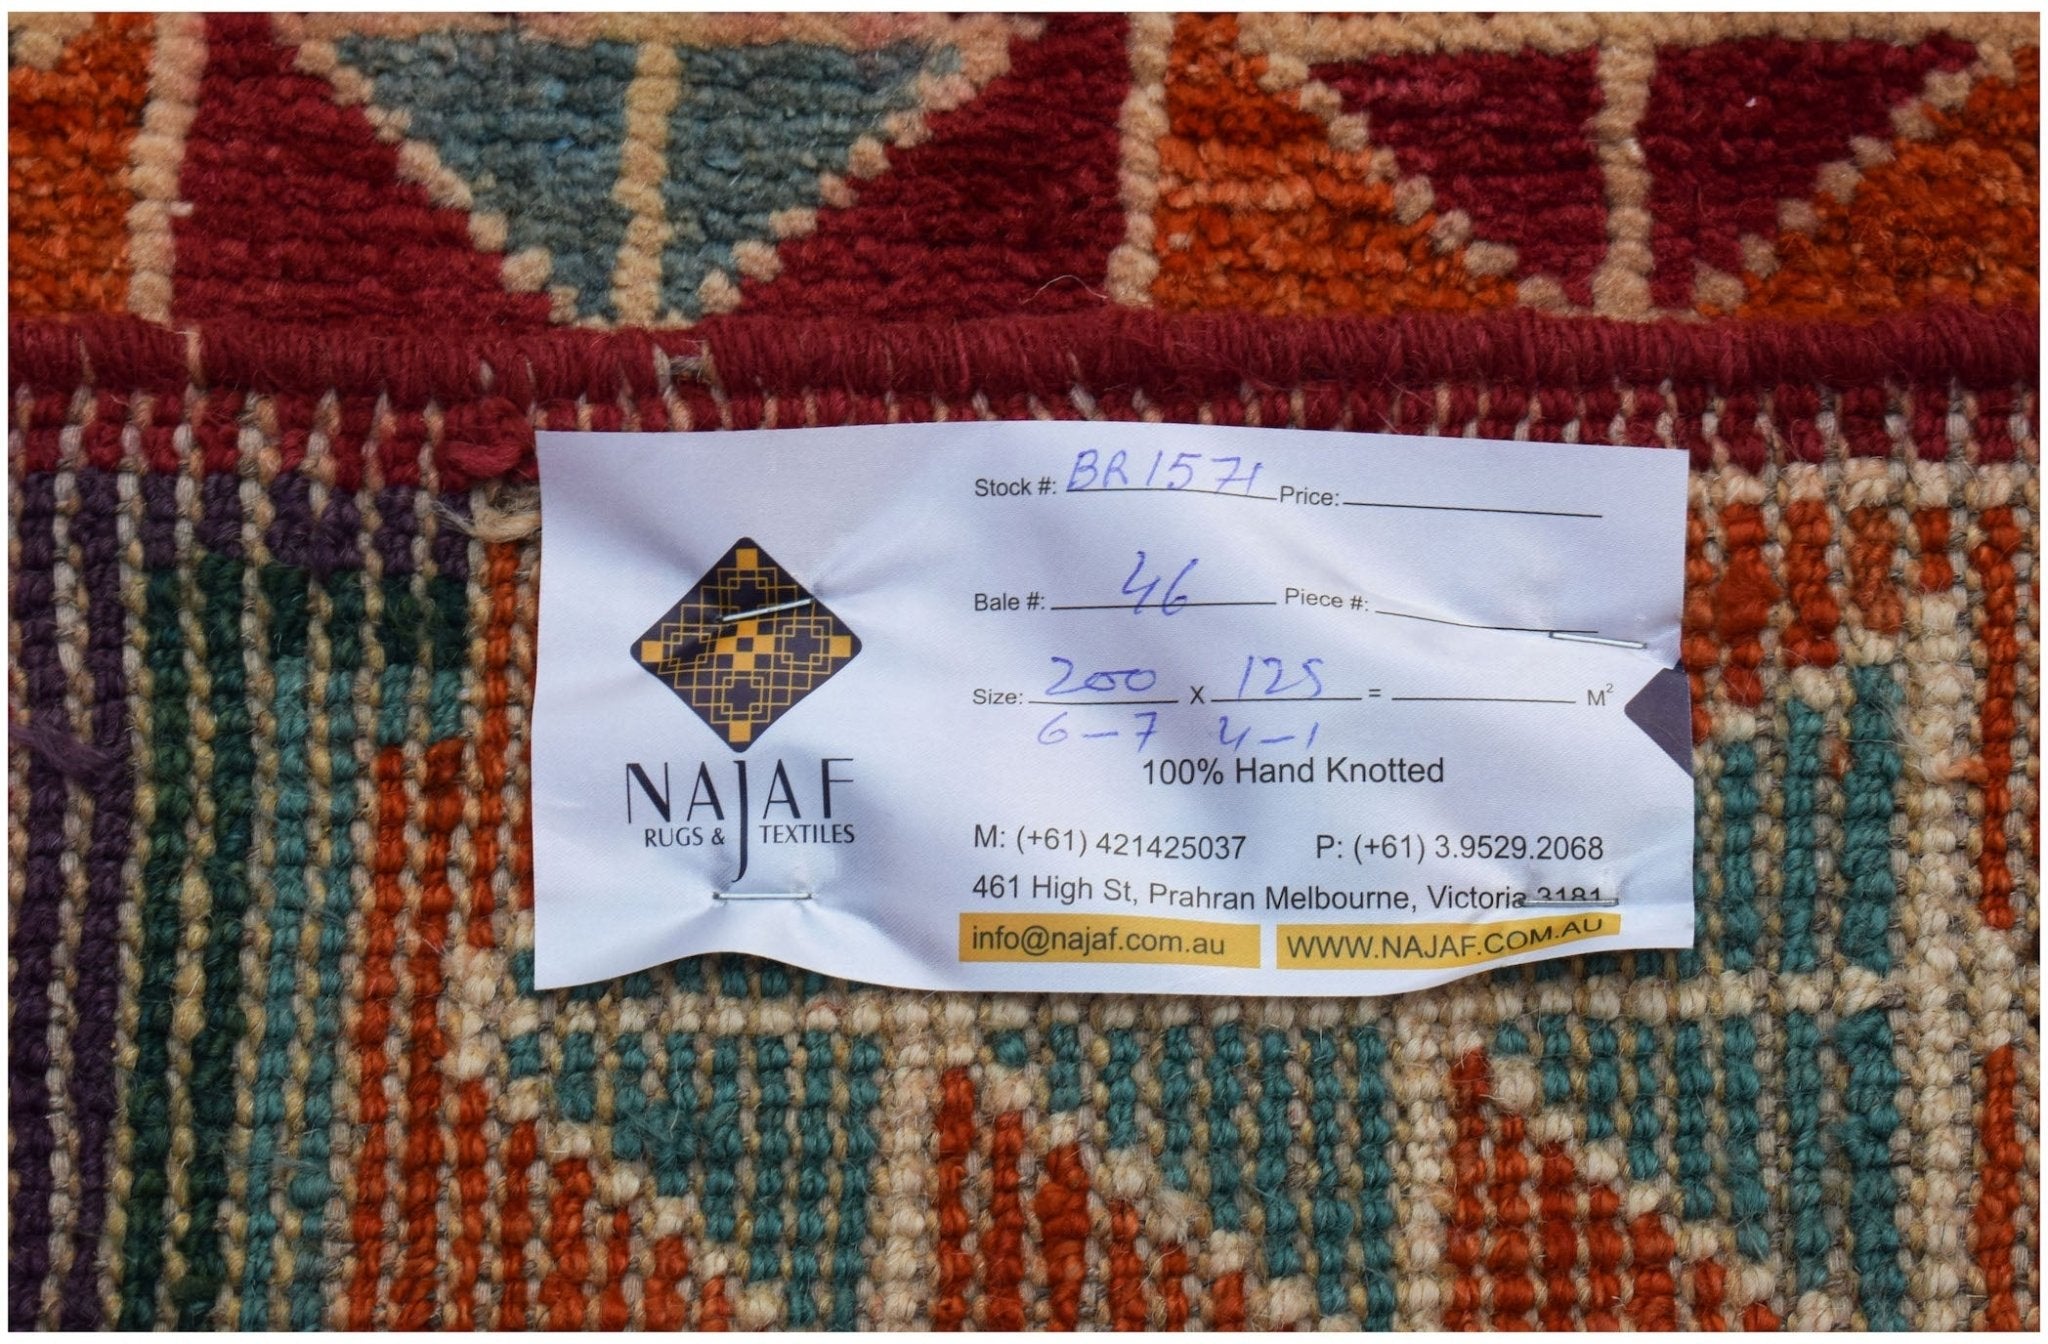 NAJAF
RUGS & TEXTILES
Stock #: BR1571 Price:
Bale #: 46 Piece #:
Size: 200 X 125 = M²
6-7 4-1
100% Hand Knotted
M: (+61) 421425037 P: (+61) 3.9529.2068
461 High St, Prahran Melbourne, Victoria 3181
info@najaf.com.au WWW.NAJAF.COM.AU